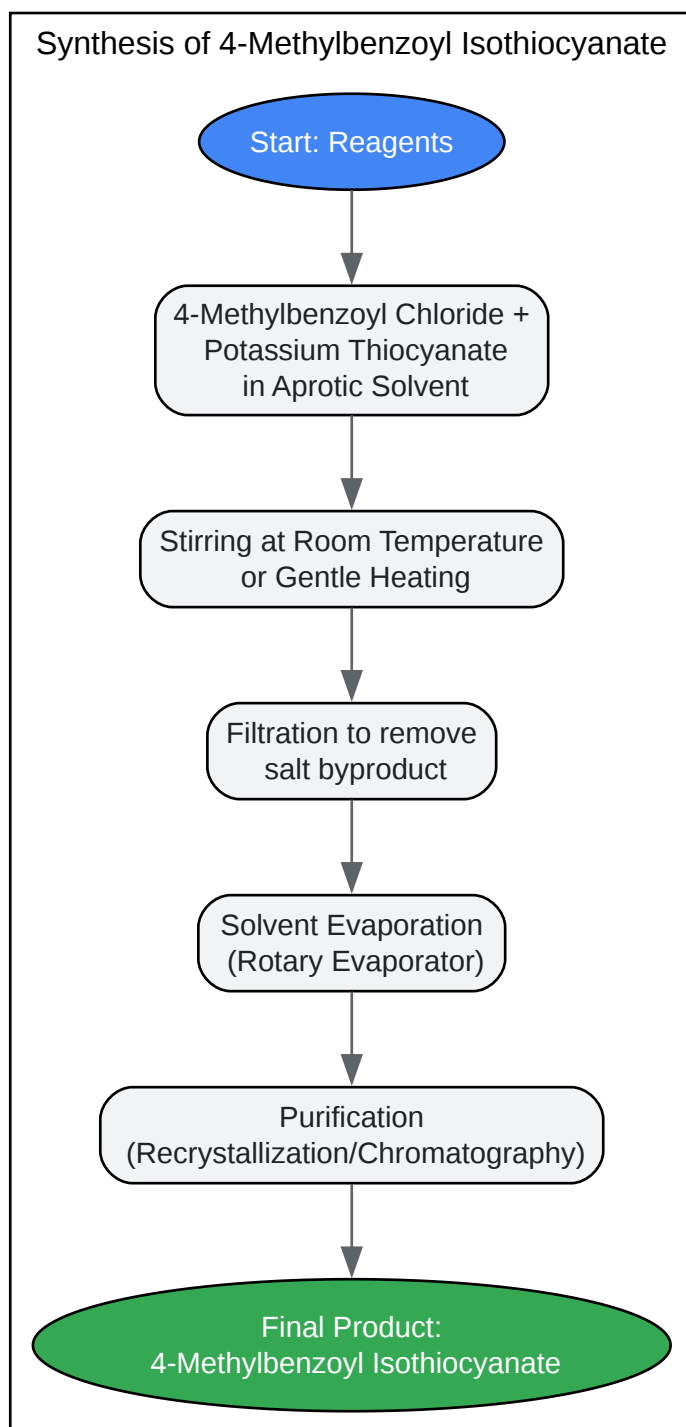 Synthesis of 4-Methylbenzoyl Isothiocyanate
Start: Reagents
4-Methylbenzoyl Chloride +
Potassium Thiocyanate
in Aprotic Solvent
Stirring at Room Temperature
or Gentle Heating
Filtration to remove
salt byproduct
Solvent Evaporation
(Rotary Evaporator)
Purification
(Recrystallization/Chromatography)
Final Product:
4-Methylbenzoyl Isothiocyanate